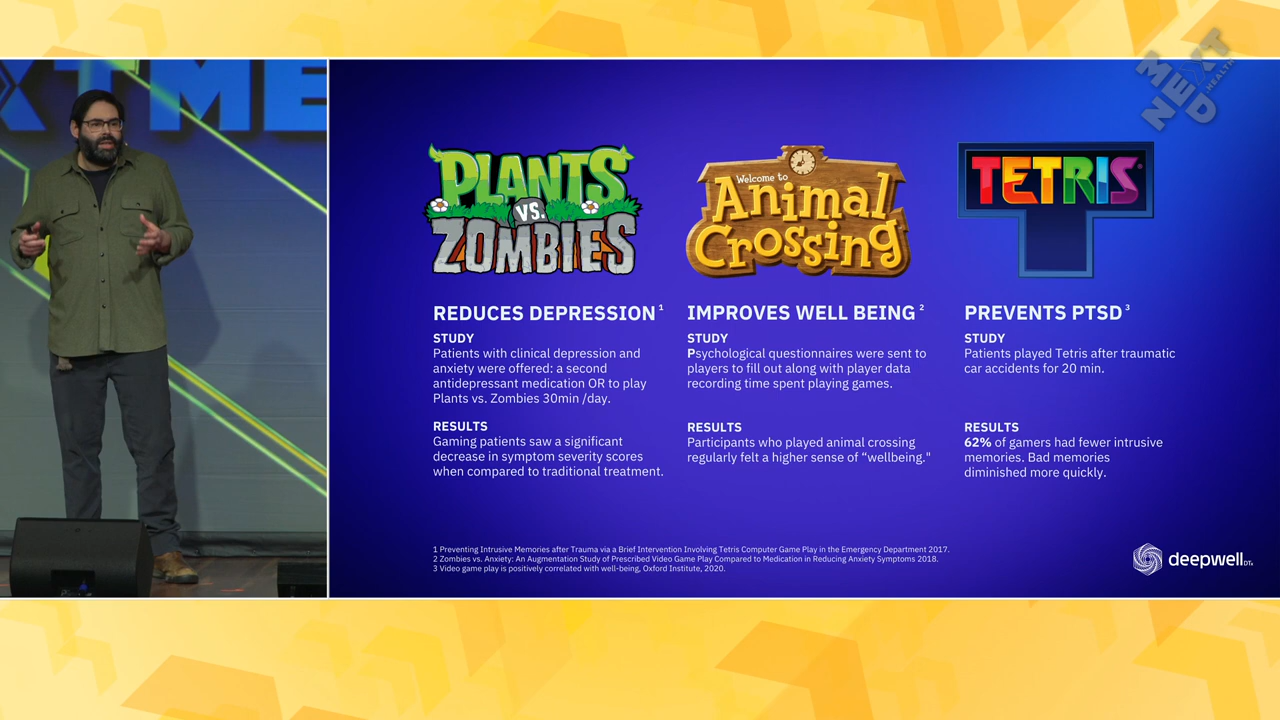 XTME
NEXT
MED
.HEALTH
PLANTS
VS.
ZOMBIES
Welcome to
Animal
Crossing
TETRIS
REDUCES DEPRESSION 1
STUDY
Patients with clinical depression and
anxiety were offered: a second
antidepressant medication OR to play
Plants vs. Zombies 30min /day.
RESULTS
Gaming patients saw a significant
decrease in symptom severity scores
when compared to traditional treatment.
IMPROVES WELL BEING 2
STUDY
Psychological questionnaires were sent to
players to fill out along with player data
recording time spent playing games.
RESULTS
Participants who played animal crossing
regularly felt a higher sense of “wellbeing."
PREVENTS PTSD 3
STUDY
Patients played Tetris after traumatic
car accidents for 20 min.
RESULTS
62% of gamers had fewer intrusive
memories. Bad memories
diminished more quickly.
1 Preventing Intrusive Memories after Trauma via a Brief Intervention Involving Tetris Computer Game Play in the Emergency Department 2017.
2 Zombies vs. Anxiety: An Augmentation Study of Prescribed Video Game Play Compared to Medication in Reducing Anxiety Symptoms 2018.
3 Video game play is positively correlated with well-being, Oxford Institute, 2020.
deepwell DTx